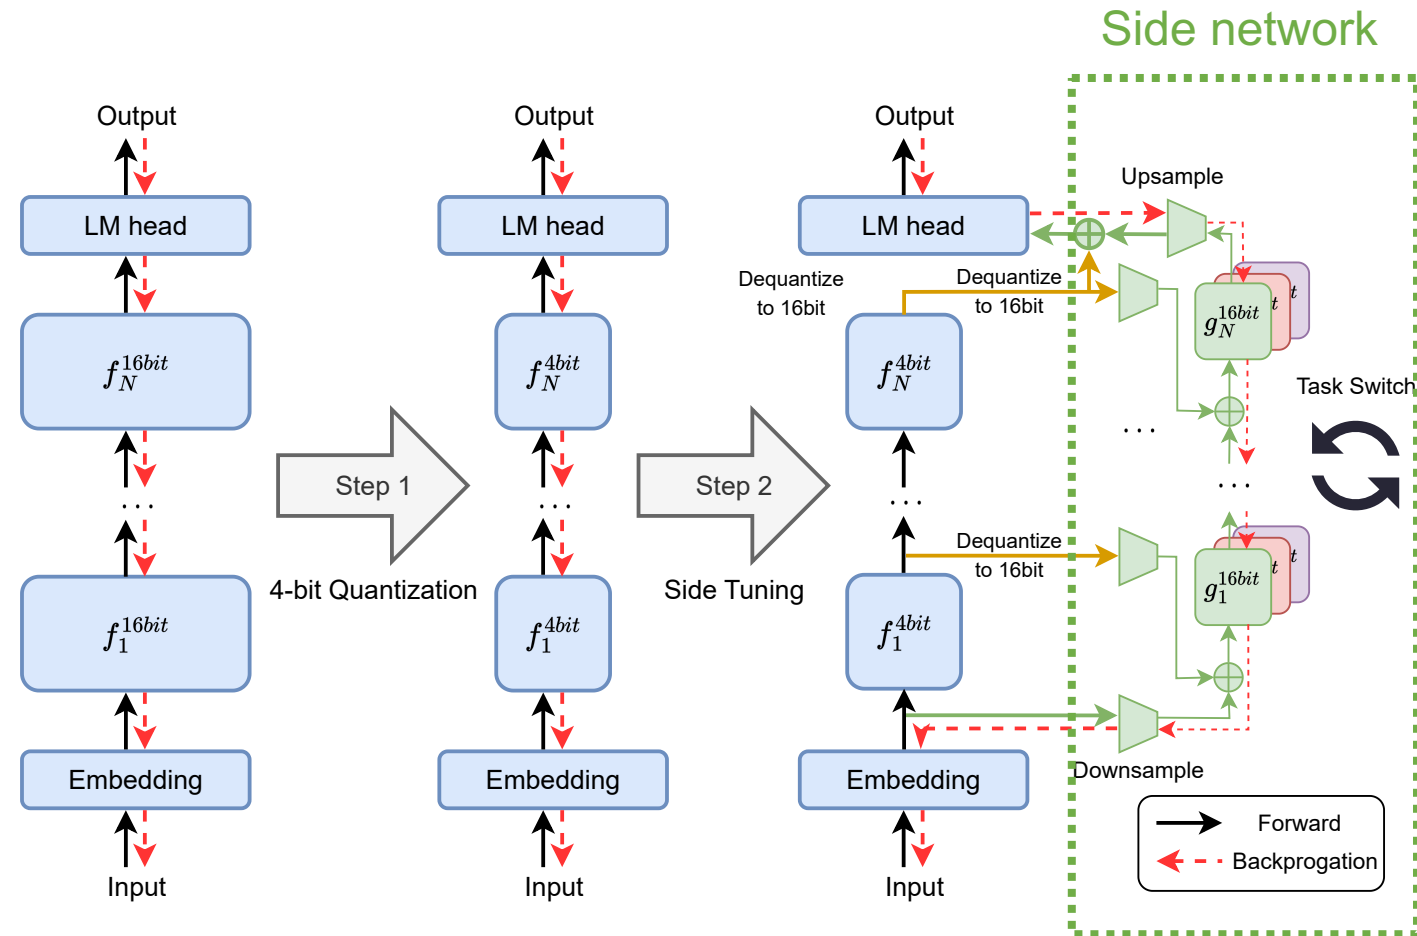 Side network
Output
LM head
f_N^{16bit}
...
f_1^{16bit}
Embedding
Input
Step 1
4-bit Quantization
Output
LM head
f_N^{4bit}
...
f_1^{4bit}
Embedding
Input
Step 2
Side Tuning
Output
LM head
Dequantize
to 16bit
Dequantize
to 16bit
f_N^{4bit}
...
Dequantize
to 16bit
f_1^{4bit}
Embedding
Input
Upsample
g_N^{16bit}
t
t
...
Task Switch
...
g_1^{16bit}
t
t
Downsample
Forward
Backprogation